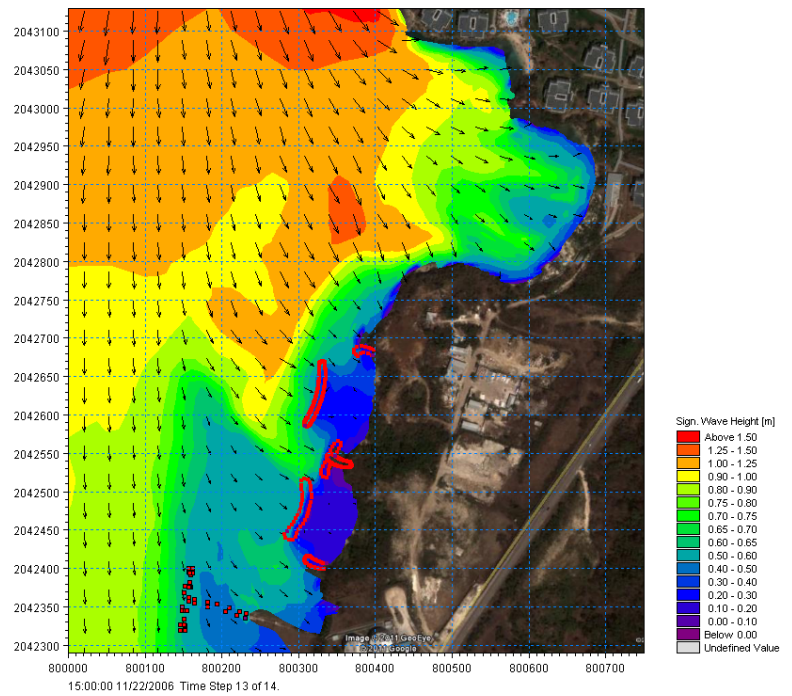 2043100
2043050
2043000
2042950
2042900
2042850
2042800
2042750
2042700
2042650
2042600
2042550
2042500
2042450
2042400
2042350
2042300
800000 800100 800200 800300 800400 800500 800600 800700
15:00:00 11/22/2006 Time Step 13 of 14.
Image © 2011 GeoEye
© 2011 Google
Sign. Wave Height [m]
Above 1.50
1.25 - 1.50
1.00 - 1.25
0.90 - 1.00
0.80 - 0.90
0.75 - 0.80
0.70 - 0.75
0.65 - 0.70
0.60 - 0.65
0.50 - 0.60
0.40 - 0.50
0.30 - 0.40
0.20 - 0.30
0.10 - 0.20
0.00 - 0.10
Below 0.00
Undefined Value